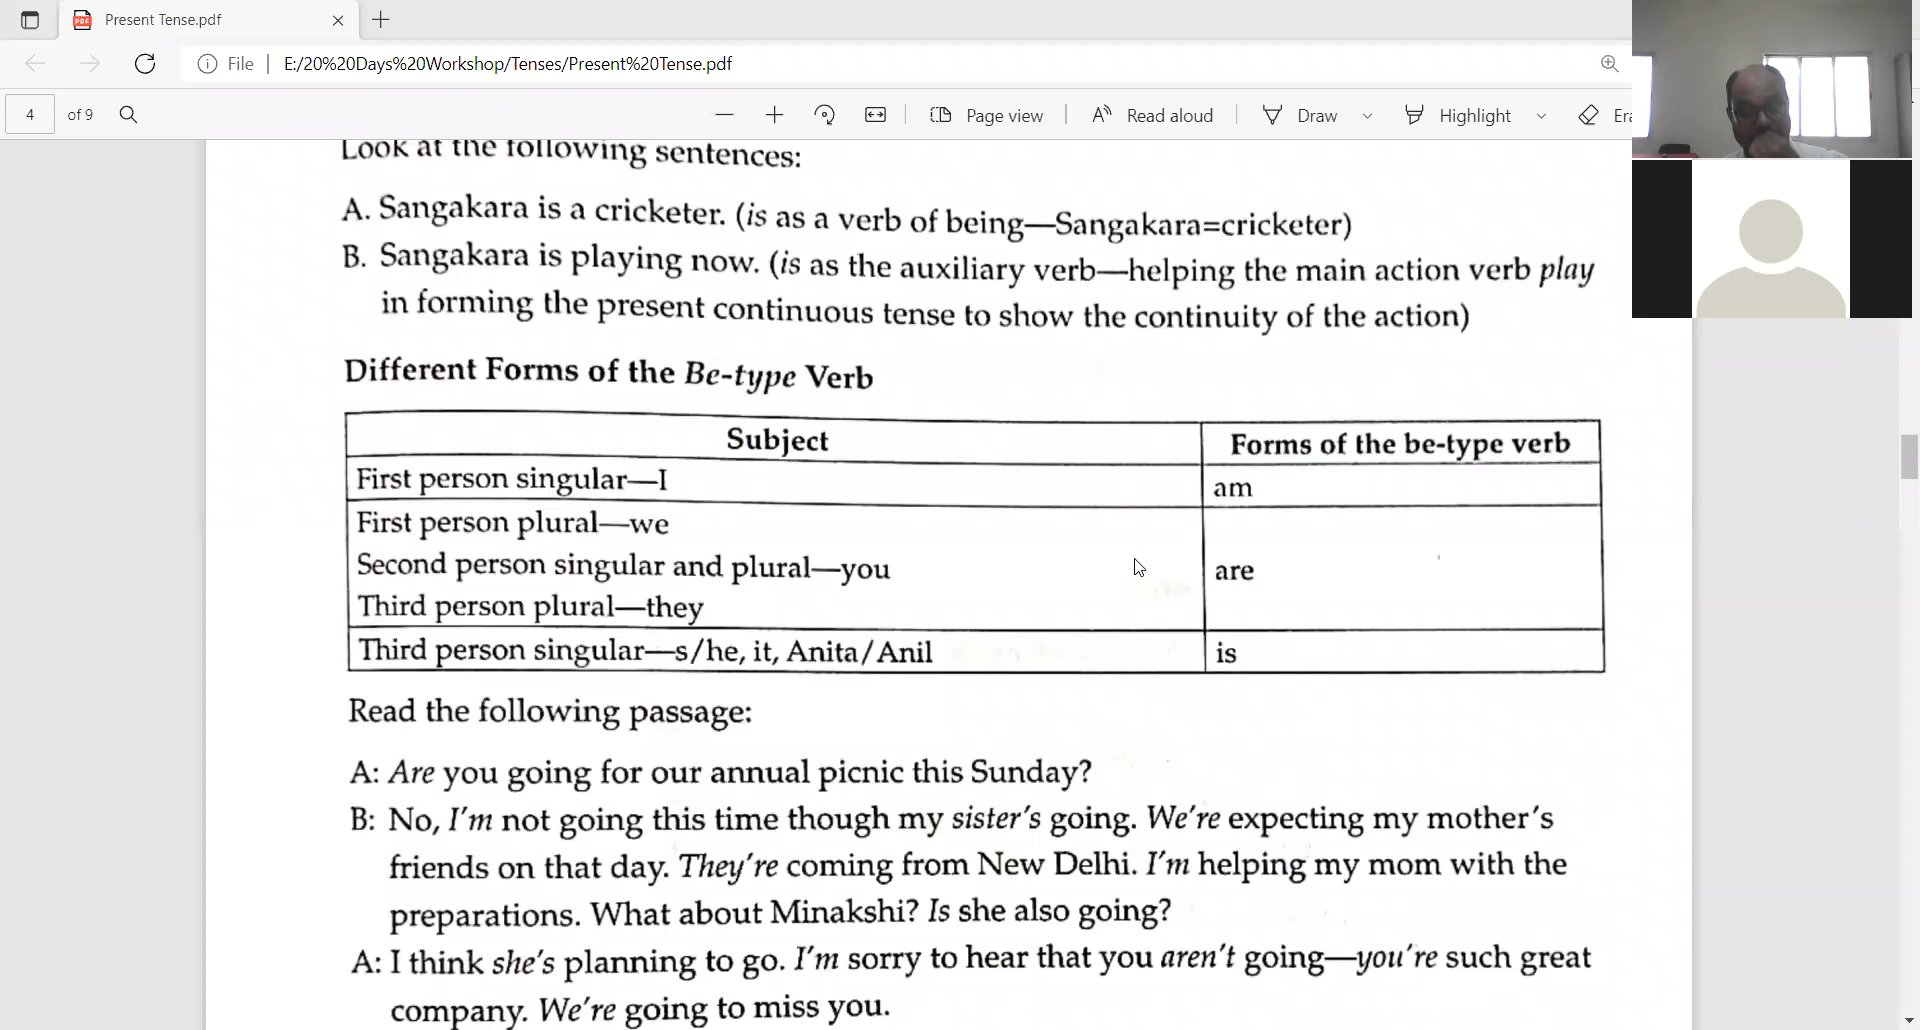 Present Tense.pdf
File
E:/20%20Days%20Workshop/Tenses/Present%20Tense.pdf
4 of 9
Page view
Read aloud
Draw
Highlight
Era
Look at the following sentences:
A. Sangakara is a cricketer. (is as a verb of being—Sangakara=cricketer)
B. Sangakara is playing now. (is as the auxiliary verb—helping the main action verb play
in forming the present continuous tense to show the continuity of the action)
Different Forms of the Be-type Verb
Subject
Forms of the be-type verb
First person singular—I
am
First person plural—we
Second person singular and plural—you
are
Third person plural—they
Third person singular—s/he, it, Anita/Anil
is
Read the following passage:
A: Are you going for our annual picnic this Sunday?
B: No, I'm not going this time though my sister's going. We're expecting my mother's
friends on that day. They're coming from New Delhi. I'm helping my mom with the
preparations. What about Minakshi? Is she also going?
A: I think she's planning to go. I'm sorry to hear that you aren't going—you're such great
company. We're going to miss you.